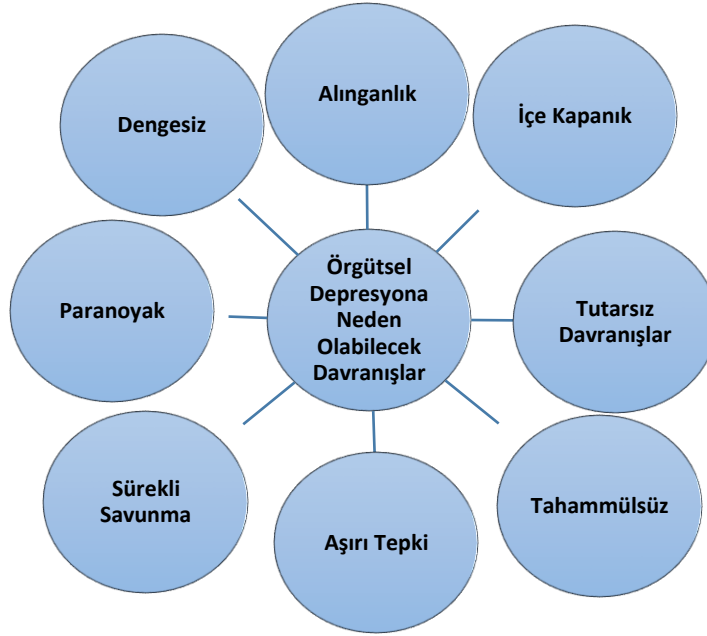 Alınganlık
İçe Kapanık
Dengesiz
Örgütsel
Depresyona
Neden
Olabilecek
Davranışlar
Paranoyak
Tutarsız
Davranışlar
Sürekli
Savunma
Tahammülsüz
Aşırı Tepki